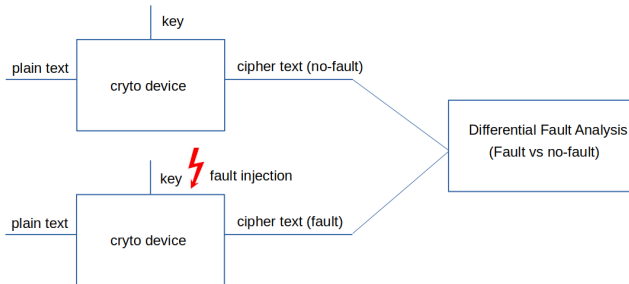 key
plain text
cipher text (no-fault)
cryto device
Differential Fault Analysis
(Fault vs no-fault)
key
fault injection
plain text
cipher text (fault)
cryto device